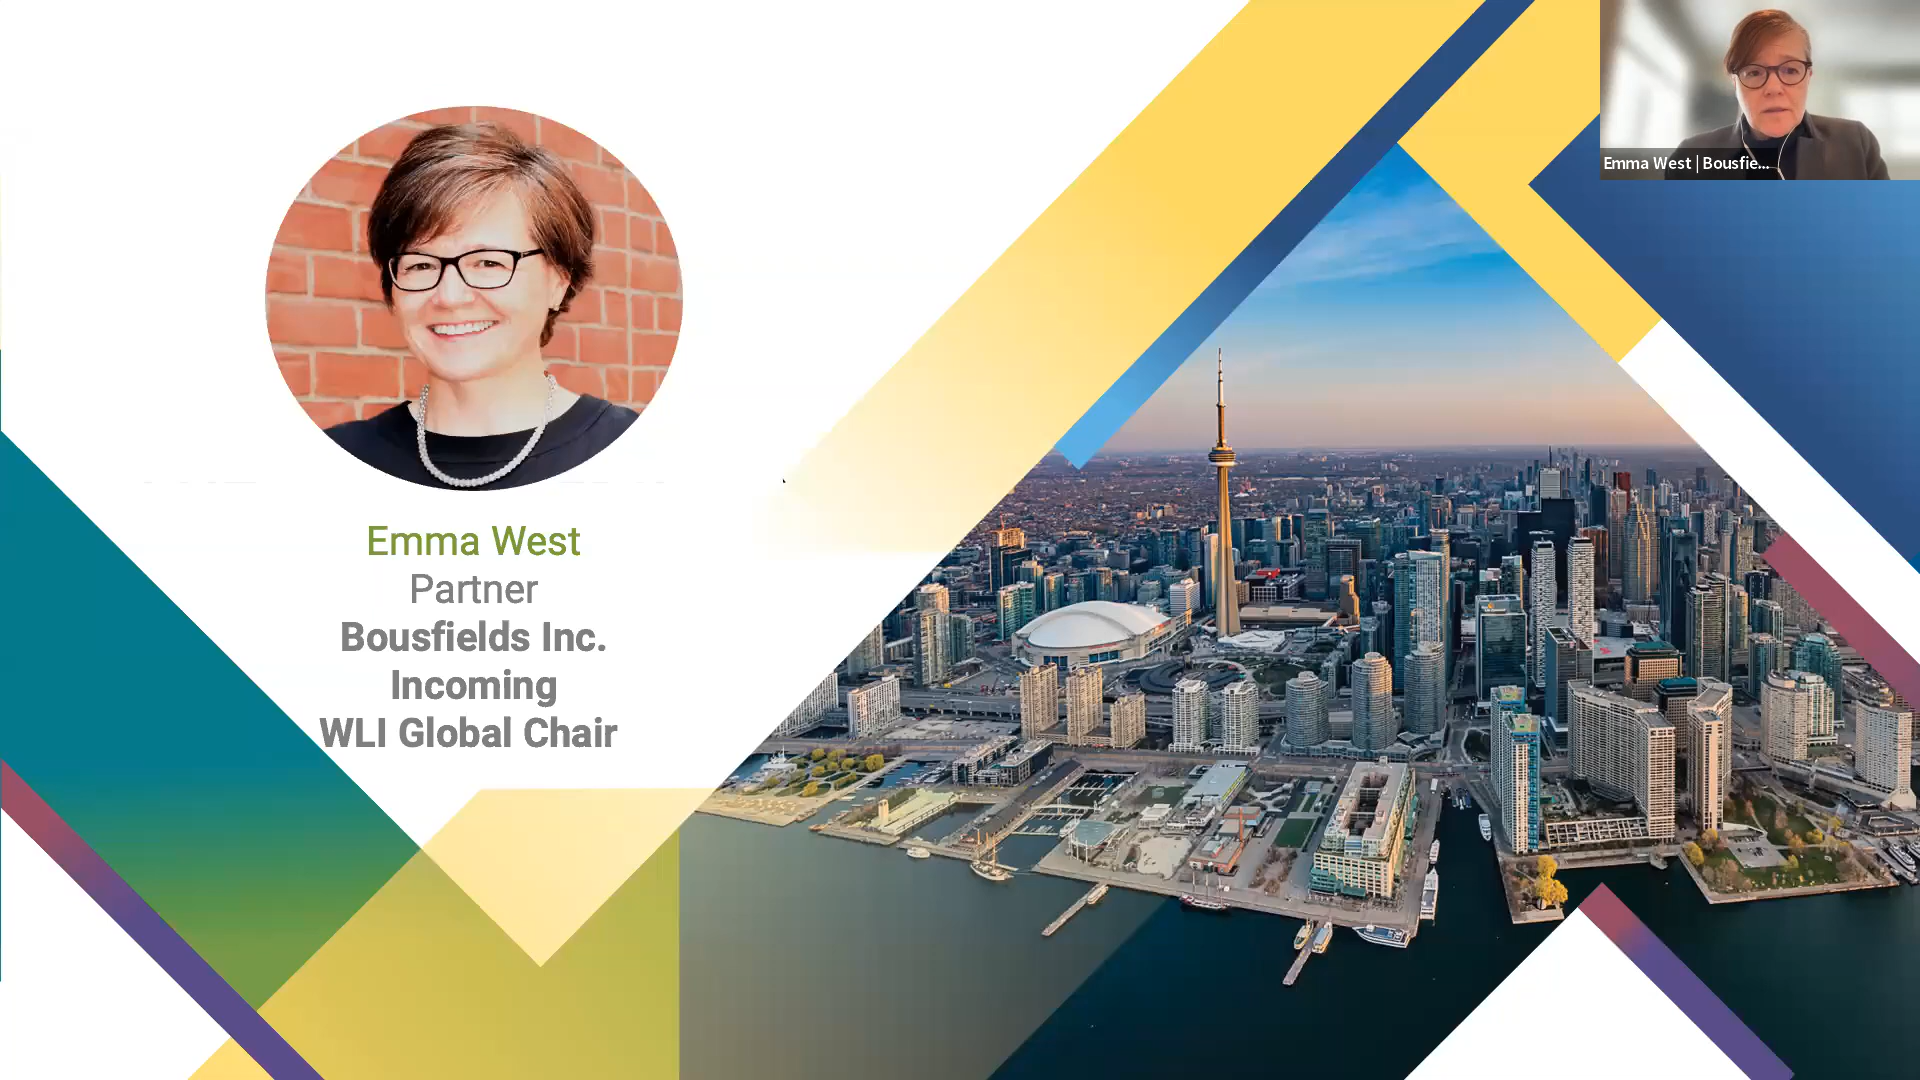 Emma West | Bousfie...
Emma West
Partner
Bousfields Inc.
Incoming
WLI Global Chair